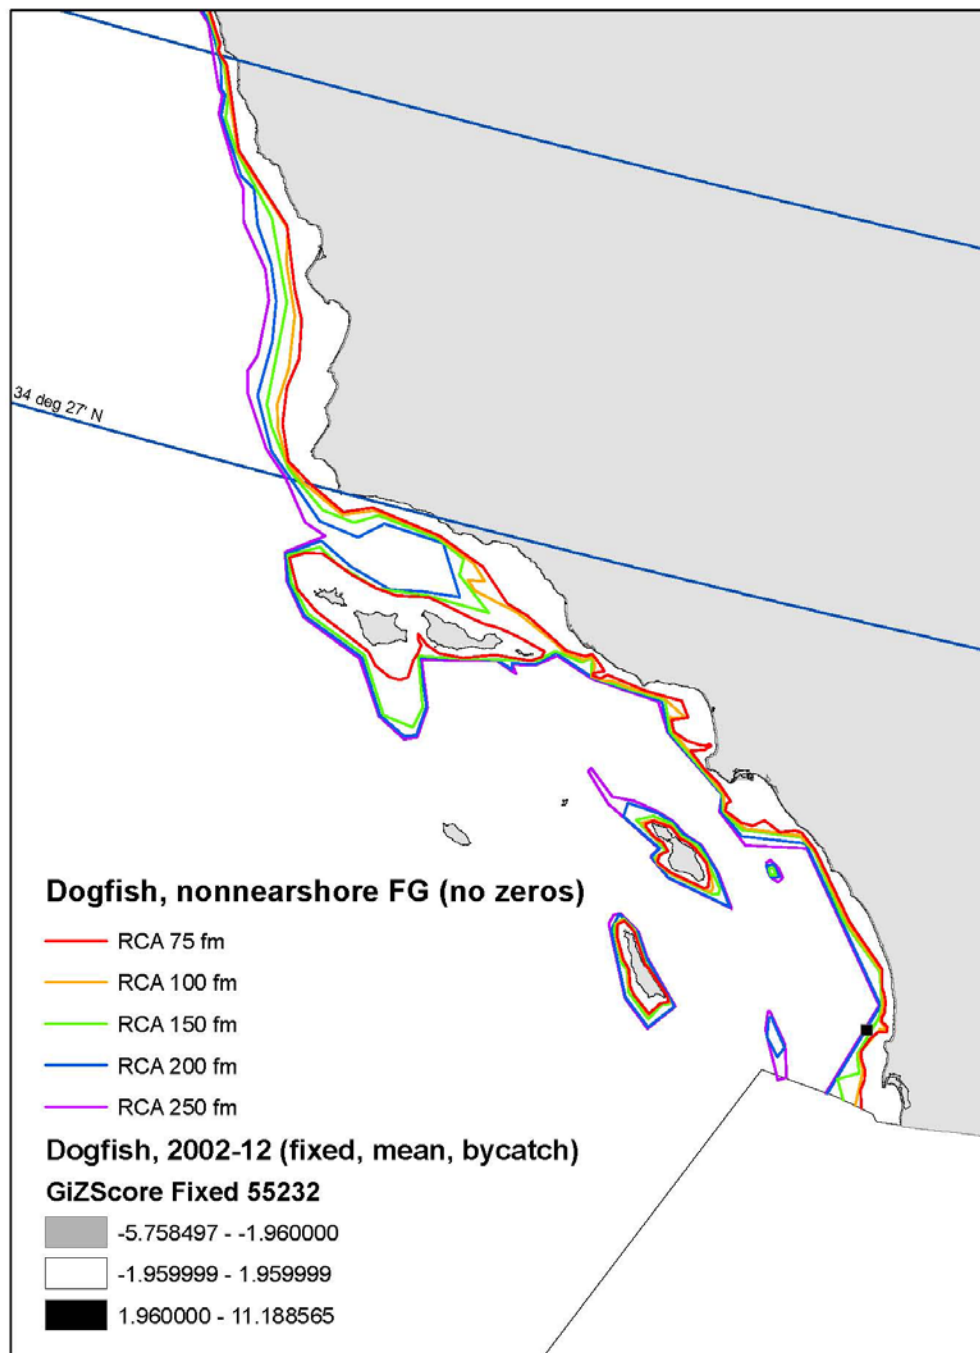 34 deg 27' N
Dogfish, nonnearshore FG (no zeros)
RCA 75 fm
RCA 100 fm
RCA 150 fm
RCA 200 fm
RCA 250 fm
Dogfish, 2002-12 (fixed, mean, bycatch)
GiZScore Fixed 55232
-5.758497 - -1.960000
-1.959999 - 1.959999
1.960000 - 11.188565